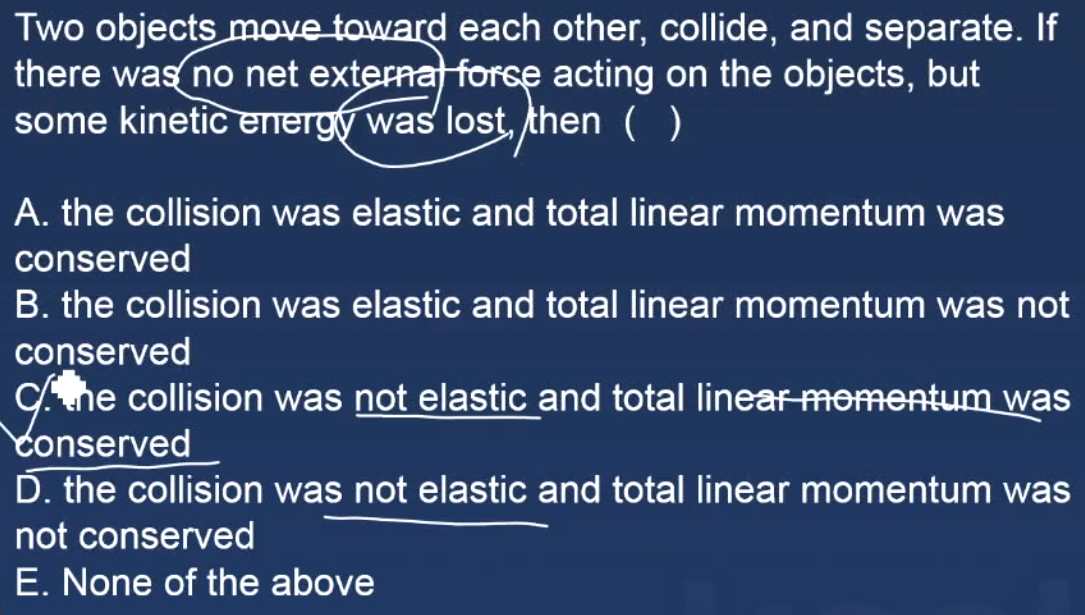 Two objects move toward each other, collide, and separate. If
there was no net external force acting on the objects, but
some kinetic energy was lost, then ( )
A. the collision was elastic and total linear momentum was
conserved
B. the collision was elastic and total linear momentum was not
conserved
C. the collision was not elastic and total linear momentum was
conserved
D. the collision was not elastic and total linear momentum was
not conserved
E. None of the above